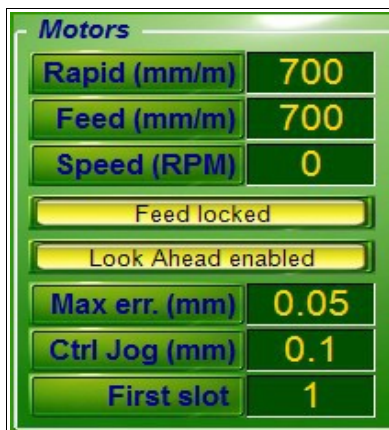 Motors
Rapid (mm/m) 700
Feed (mm/m) 700
Speed (RPM) 0
Feed locked
Look Ahead enabled
Max err. (mm) 0.05
Ctrl Jog (mm) 0.1
First slot 1